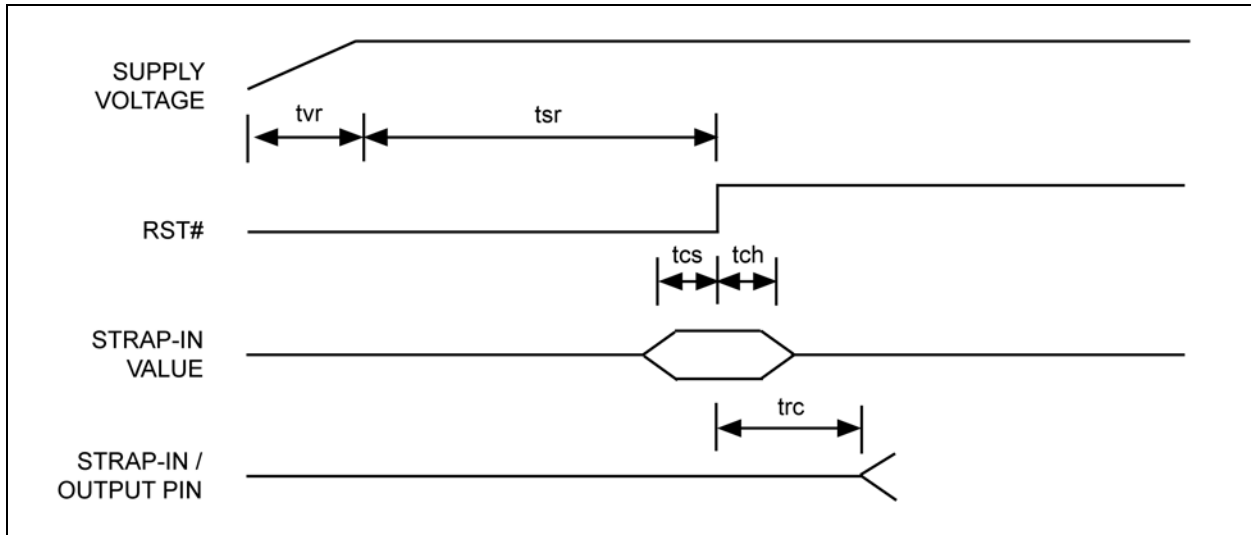 SUPPLY
VOLTAGE
tvr
tsr
RST#
tcs
tch
STRAP-IN
VALUE
trc
STRAP-IN /
OUTPUT PIN